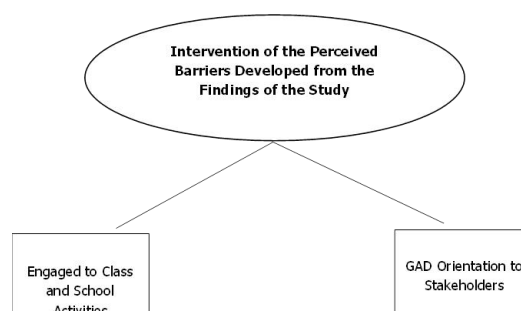 Intervention of the Perceived
Barriers Developed from the
Findings of the Study
Engaged to Class
and School
Activities
GAD Orientation to
Stakeholders